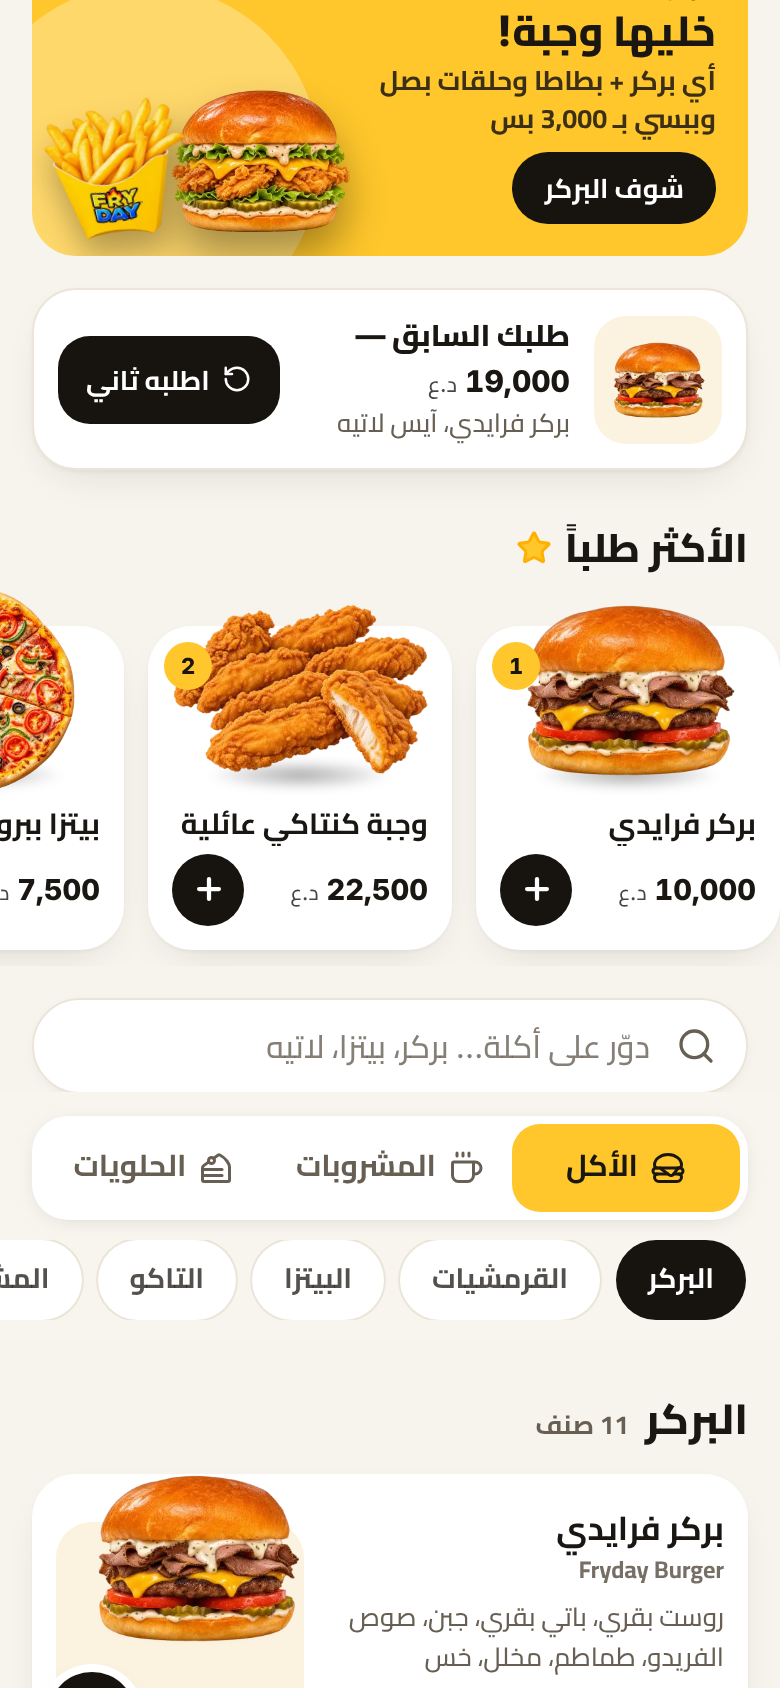 خليها وجبة!
أي بركر + بطاطا وحلقات بصل
وببسي بـ 3,000 بس
شوف البركر
FRY DAY
طلبك السابق —
19,000 د.ع
بركر فرايدي، آيس لاتيه
اطلبه ثاني
الأكثر طلباً
1
2
بركر فرايدي
10,000 د.ع
وجبة كنتاكي عائلية
22,500 د.ع
بيتزا ببرو
7,500 د
دوّر على أكلة... بركر، بيتزا، لاتيه
الأكل
المشروبات
الحلويات
البركر
القرمشيات
البيتزا
التاكو
المش
البركر 11 صنف
بركر فرايدي
Fryday Burger
روست بقري، باتي بقري، جبن، صوص
الفريدو، طماطم، مخلل، خس